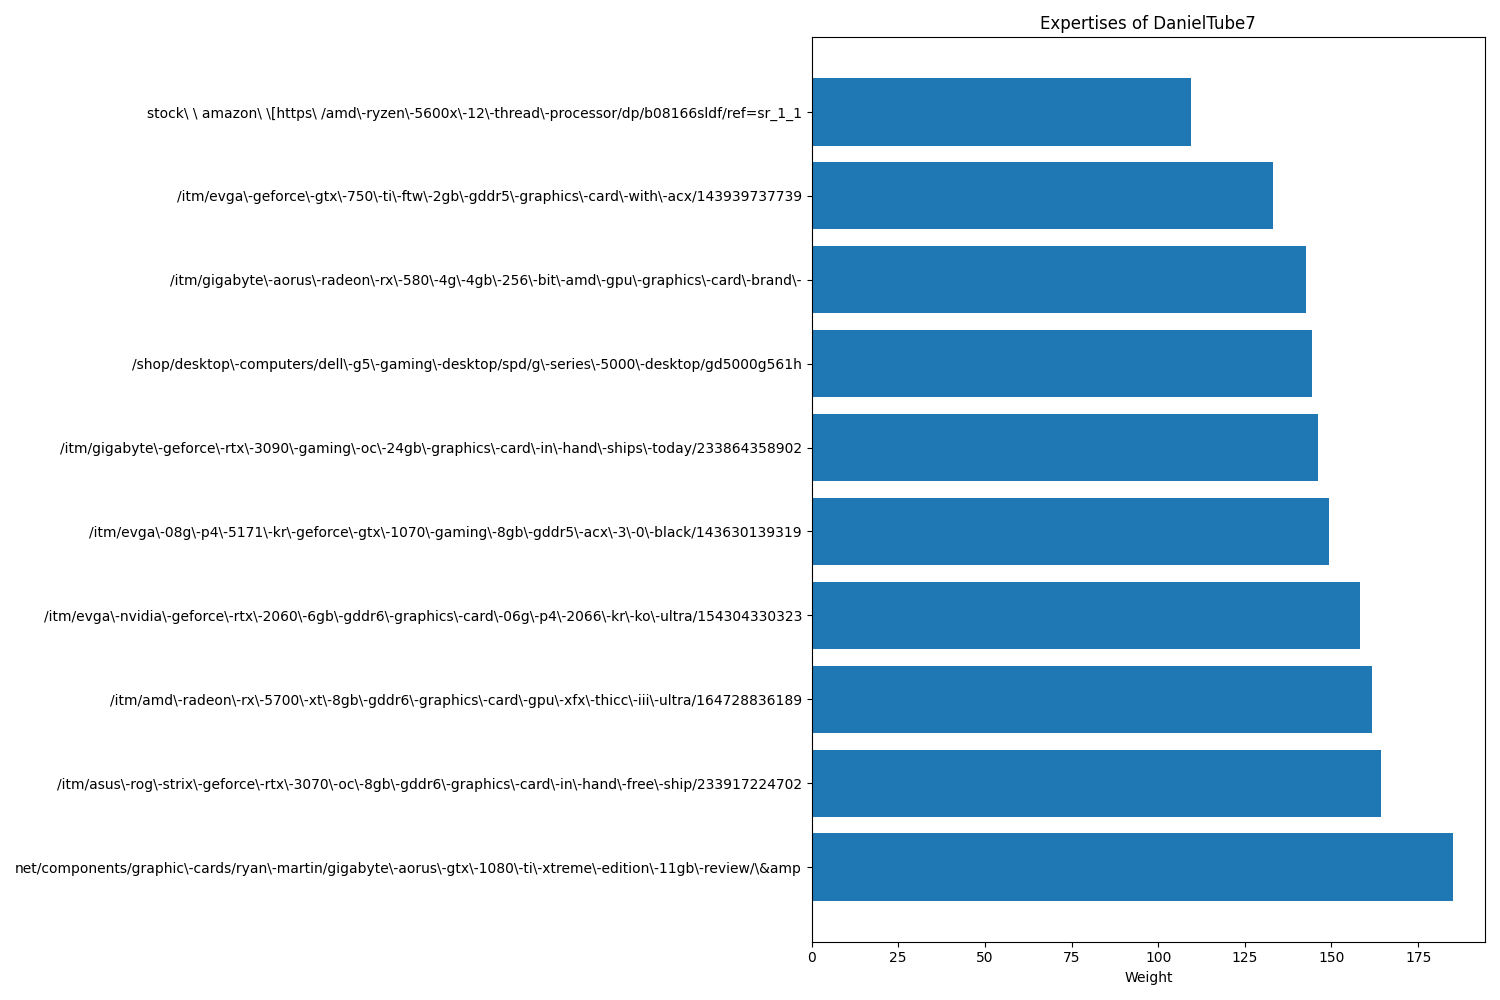 Expertises of DanielTube7
stock\ \ amazon\ \[https\ /amd\-ryzen\-5600x\-12\-thread\-processor/dp/b08166sldf/ref=sr_1_1
/itm/evga\-geforce\-gtx\-750\-ti\-ftw\-2gb\-gddr5\-graphics\-card\-with\-acx/143939737739
/itm/gigabyte\-aorus\-radeon\-rx\-580\-4g\-4gb\-256\-bit\-amd\-gpu\-graphics\-card\-brand\-
/shop/desktop\-computers/dell\-g5\-gaming\-desktop/spd/g\-series\-5000\-desktop/gd5000g561h
/itm/gigabyte\-geforce\-rtx\-3090\-gaming\-oc\-24gb\-graphics\-card\-in\-hand\-ships\-today/233864358902
/itm/evga\-08g\-p4\-5171\-kr\-geforce\-gtx\-1070\-gaming\-8gb\-gddr5\-acx\-3\-0\-black/143630139319
/itm/evga\-nvidia\-geforce\-rtx\-2060\-6gb\-gddr6\-graphics\-card\-06g\-p4\-2066\-kr\-ko\-ultra/154304330323
/itm/amd\-radeon\-rx\-5700\-xt\-8gb\-gddr6\-graphics\-card\-gpu\-xfx\-thicc\-iii\-ultra/164728836189
/itm/asus\-rog\-strix\-geforce\-rtx\-3070\-oc\-8gb\-gddr6\-graphics\-card\-in\-hand\-free\-ship/233917224702
net/components/graphic\-cards/ryan\-martin/gigabyte\-aorus\-gtx\-1080\-ti\-xtreme\-edition\-11gb\-review/\&amp
0 25 50 75 100 125 150 175
Weight